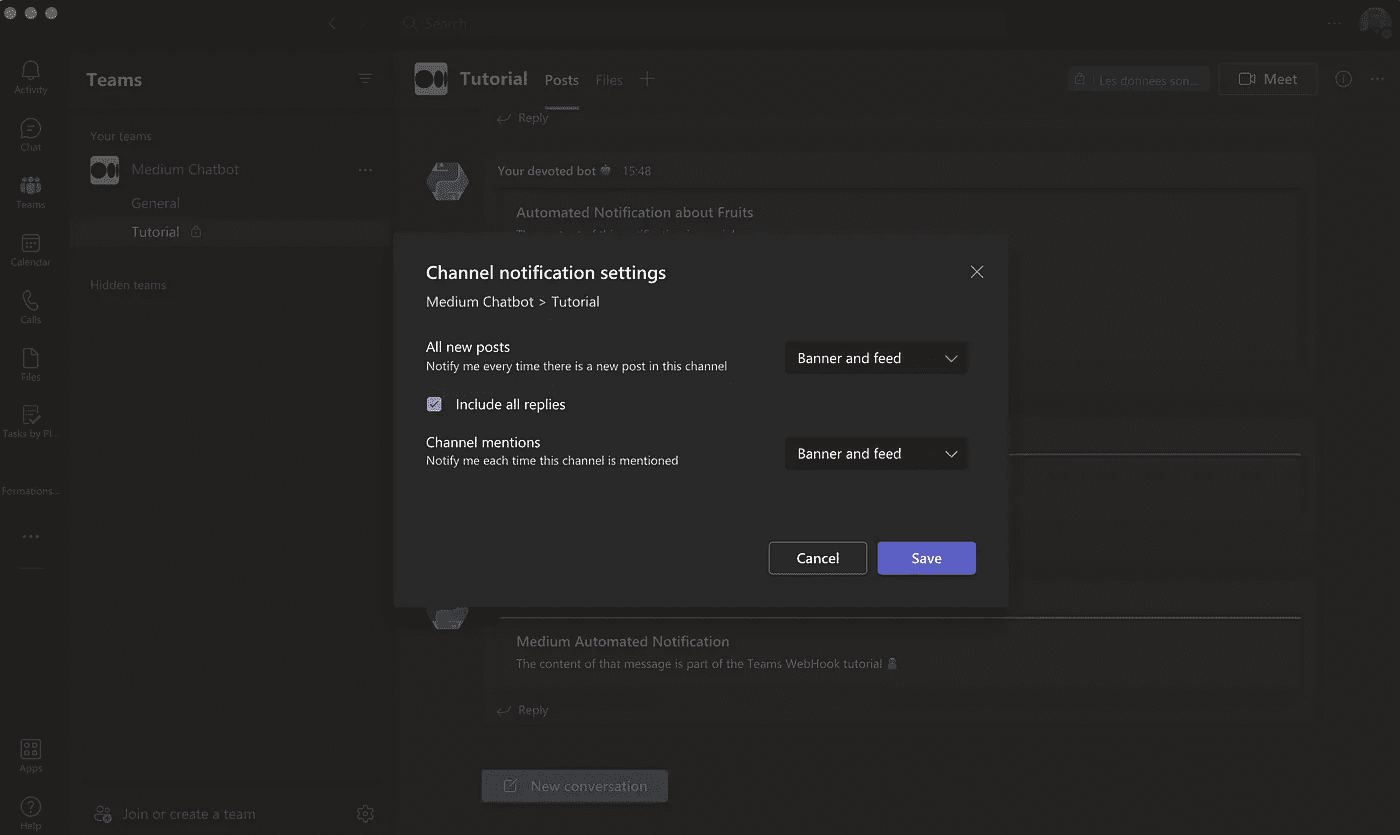 Search
Activity
Chat
Teams
Calendar
Calls
Files
Tasks by Pl...
Formations...
Apps
Help
Teams
Your teams
Medium Chatbot
General
Tutorial
Hidden teams
Join or create a team
Tutorial
Posts
Files
Les données son...
Meet
Reply
Your devoted bot 15:48
Automated Notification about Fruits
Channel notification settings
Medium Chatbot > Tutorial
All new posts
Notify me every time there is a new post in this channel
Banner and feed
Include all replies
Channel mentions
Notify me each time this channel is mentioned
Banner and feed
Cancel
Save
Medium Automated Notification
The content of that message is part of the Teams WebHook tutorial
Reply
New conversation